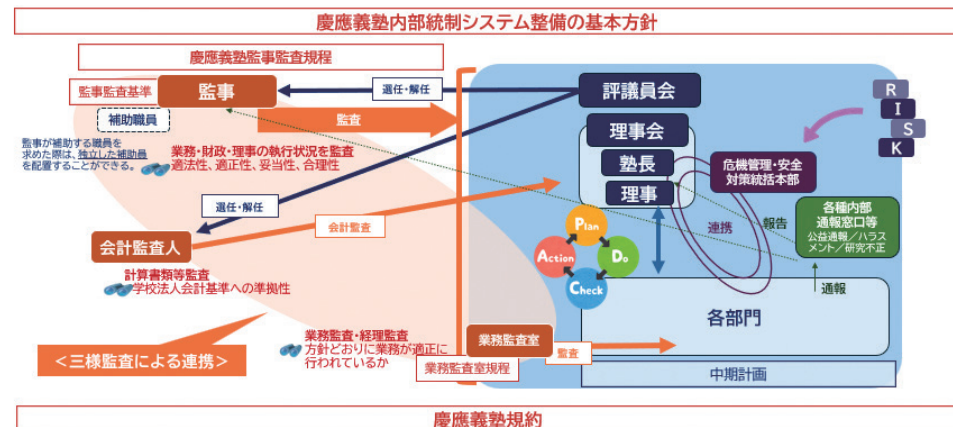 慶應義塾内部統制システム整備の基本方針
慶應義塾監事監査規程
監事監査基準
監事
選任・解任
評議員会
R
I
S
K
補助職員
監査
理事会
監事が補助する職員を
求めた際は、独立した補助員
を配置することができる。
業務・財政・理事の執行状況を監査
適法性、適正性、妥当性、合理性
塾長
理事
危機管理・安全
対策統括本部
選任・解任
会計監査
連携
報告
各種内部
通報窓口等
公益通報／ハラス
メント／研究不正
会計監査人
Plan
Do
Check
Action
計算書類等監査
学校法人会計基準への準拠性
通報
各部門
業務監査・経理監査
方針どおりに業務が適正に
行われているか
業務監査室
監査
＜三様監査による連携＞
業務監査室規程
中期計画
慶應義塾規約